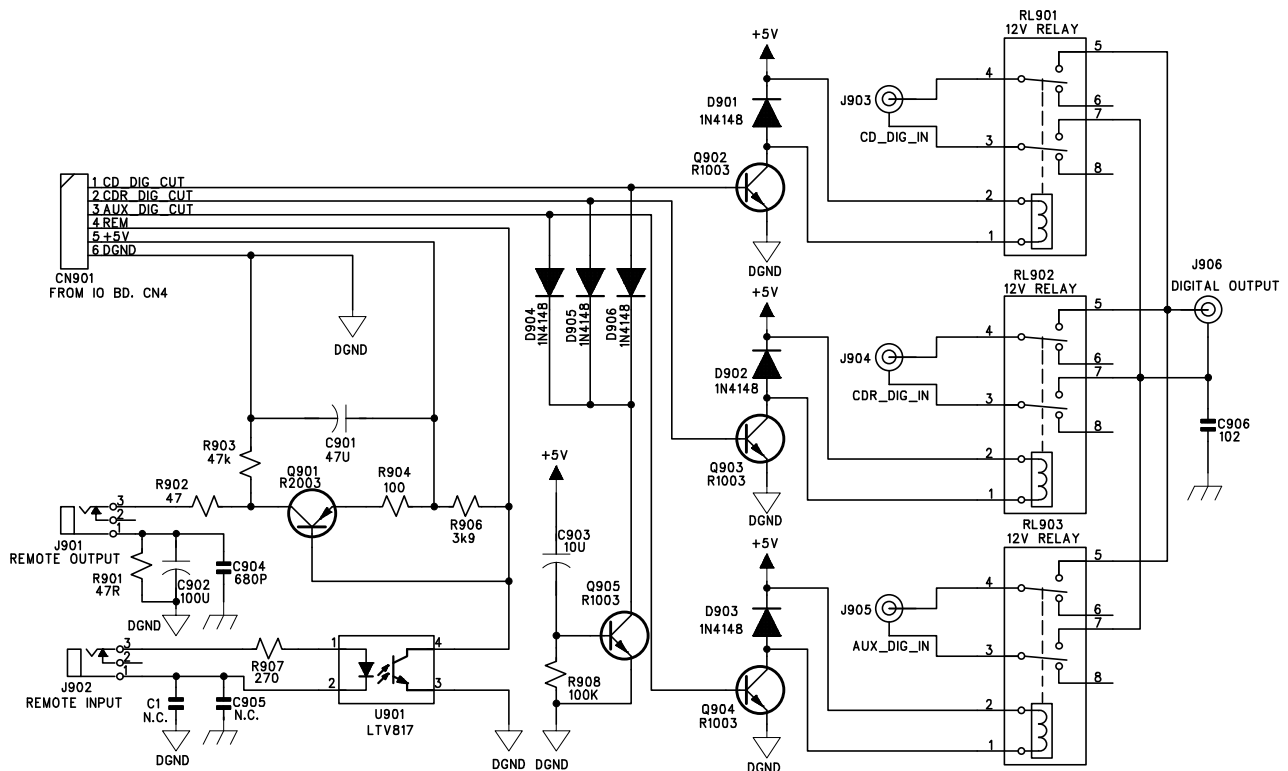 RL901
12V RELAY
+5V
5
4
J903
D901
1N4148
6
7
CD_DIG_IN
3
Q902
R1003
8
1 CD_DIG_CUT
2 CDR_DIG_CUT
3 AUX_DIG_CUT
4 REM
5 +5V
6 DGND
2
1
DGND
CN901
FROM IO BD. CN4
RL902
12V RELAY
J906
DIGITAL OUTPUT
+5V
D904
1N4148
D905
1N4148
D906
1N4148
5
DGND
4
J904
D902
1N4148
6
7
CDR_DIG_IN
3
8
C906
102
R903
47k
C901
47U
Q903
R1003
2
1
+5V
DGND
R902
47
Q901
R2003
R904
100
R906
3k9
3
2
1
J901
REMOTE OUTPUT
R901
47R
C902
100U
C904
680P
DGND
C903
10U
RL903
12V RELAY
+5V
5
4
J905
D903
1N4148
6
7
AUX_DIG_IN
3
8
Q905
R1003
3
2
1
J902
REMOTE INPUT
R907
270
1
2
4
3
U901
LTV817
C1
N.C.
C905
N.C.
R908
100K
Q904
R1003
2
1
DGND
DGND
DGND
DGND